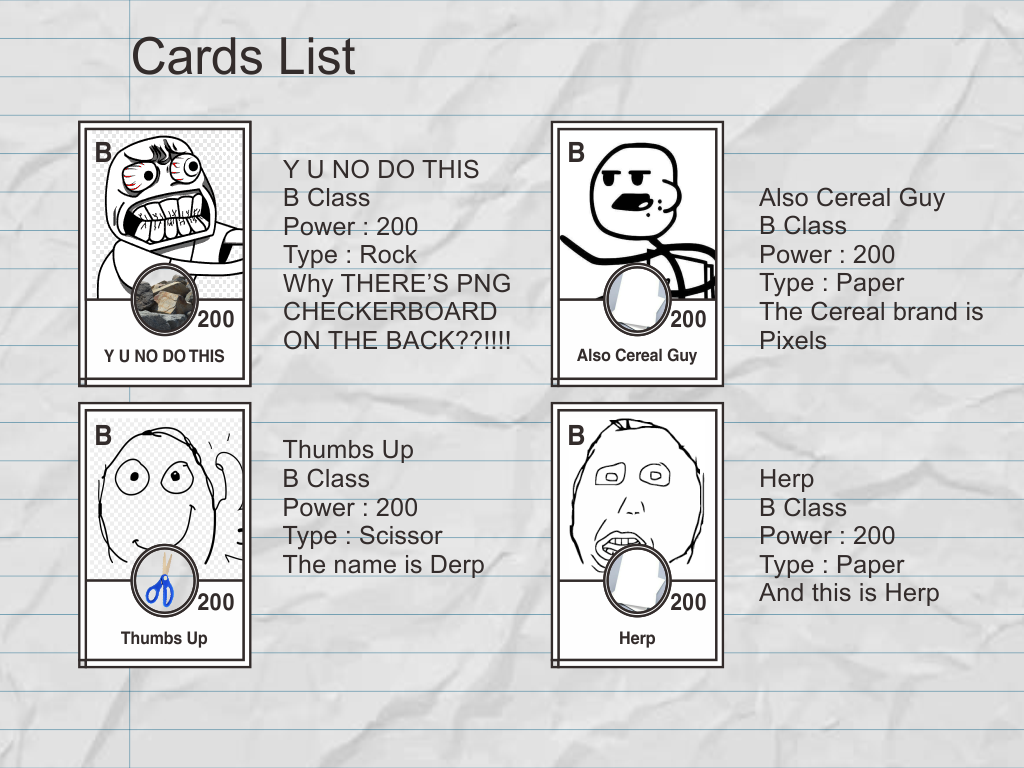 Cards List
B
200
Y U NO DO THIS
Y U NO DO THIS
B Class
Power : 200
Type : Rock
Why THERE’S PNG
CHECKERBOARD
ON THE BACK??!!!!
B
200
Also Cereal Guy
Also Cereal Guy
B Class
Power : 200
Type : Paper
The Cereal brand is
Pixels
B
200
Thumbs Up
Thumbs Up
B Class
Power : 200
Type : Scissor
The name is Derp
B
200
Herp
Herp
B Class
Power : 200
Type : Paper
And this is Herp